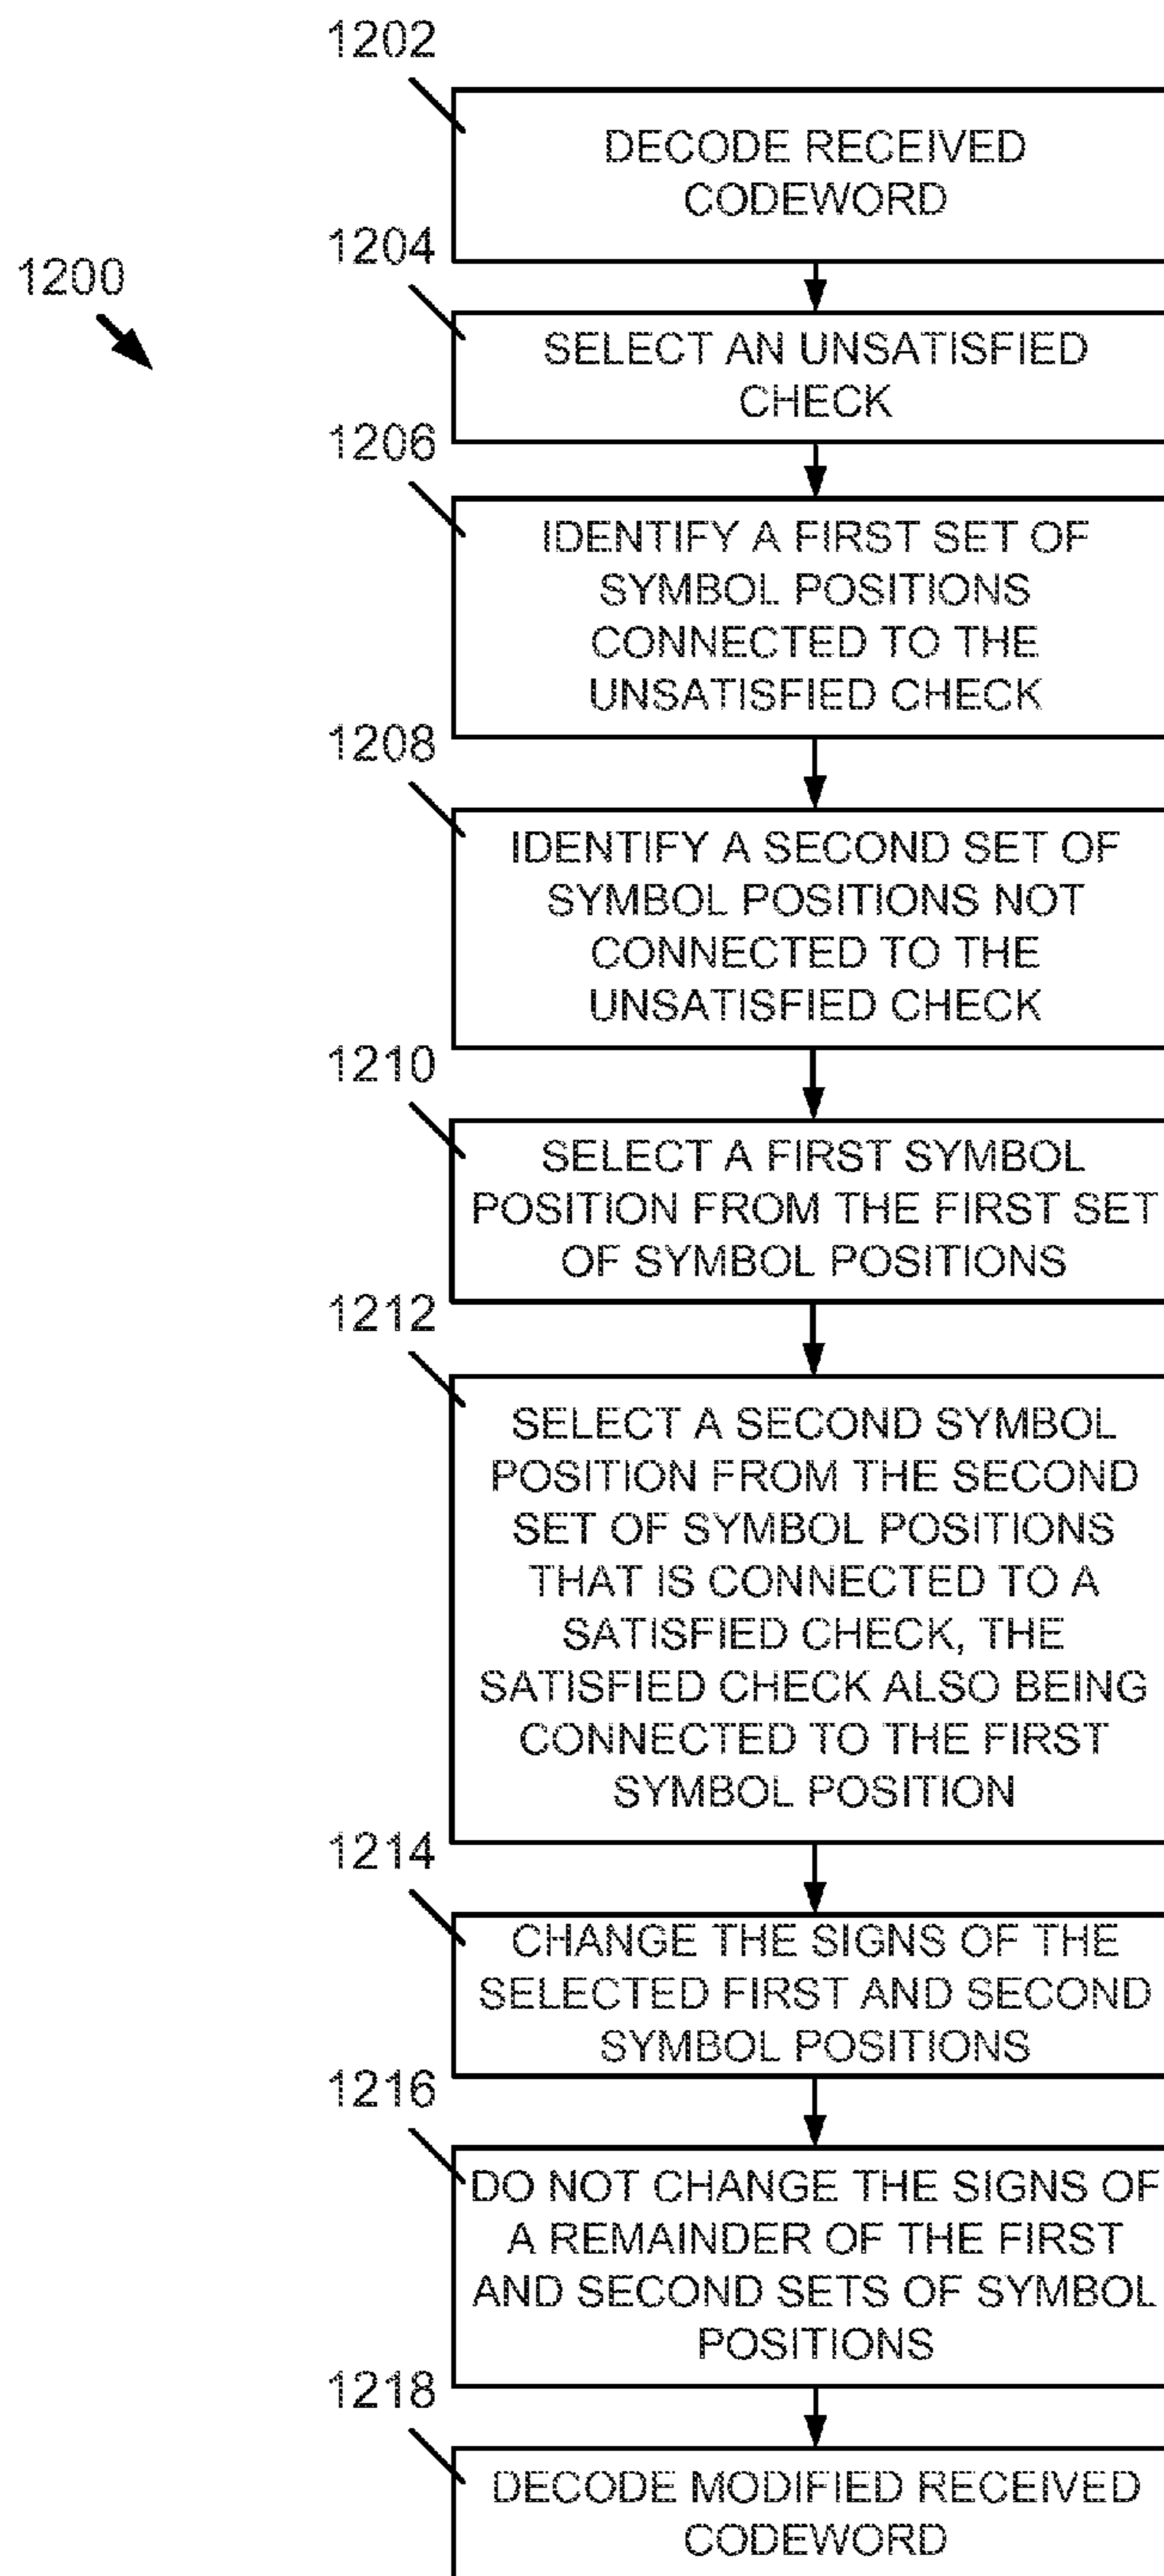 1202
DECODE RECEIVED
CODEWORD
1204
1200
SELECT AN UNSATISFIED
CHECK
1206
IDENTIFY A FIRST SET OF
SYMBOL POSITIONS
CONNECTED TO THE
UNSATISFIED CHECK
1208
IDENTIFY A SECOND SET OF
SYMBOL POSITIONS NOT
CONNECTED TO THE
UNSATISFIED CHECK
1210
SELECT A FIRST SYMBOL
POSITION FROM THE FIRST SET
OF SYMBOL POSITIONS
1212
SELECT A SECOND SYMBOL
POSITION FROM THE SECOND
SET OF SYMBOL POSITIONS
THAT IS CONNECTED TO A
SATISFIED CHECK, THE
SATISFIED CHECK ALSO BEING
CONNECTED TO THE FIRST
SYMBOL POSITION
1214
CHANGE THE SIGNS OF THE
SELECTED FIRST AND SECOND
SYMBOL POSITIONS
1216
DO NOT CHANGE THE SIGNS OF
A REMAINDER OF THE FIRST
AND SECOND SETS OF SYMBOL
POSITIONS
1218
DECODE MODIFIED RECEIVED
CODEWORD